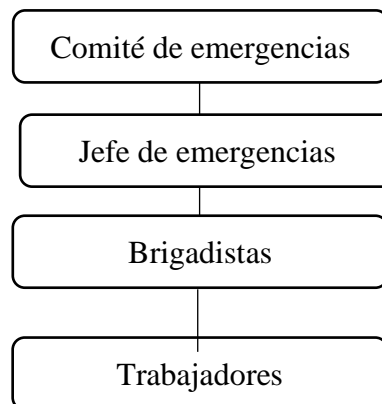 Comité de emergencias
Jefe de emergencias
Brigadistas
Trabajadores